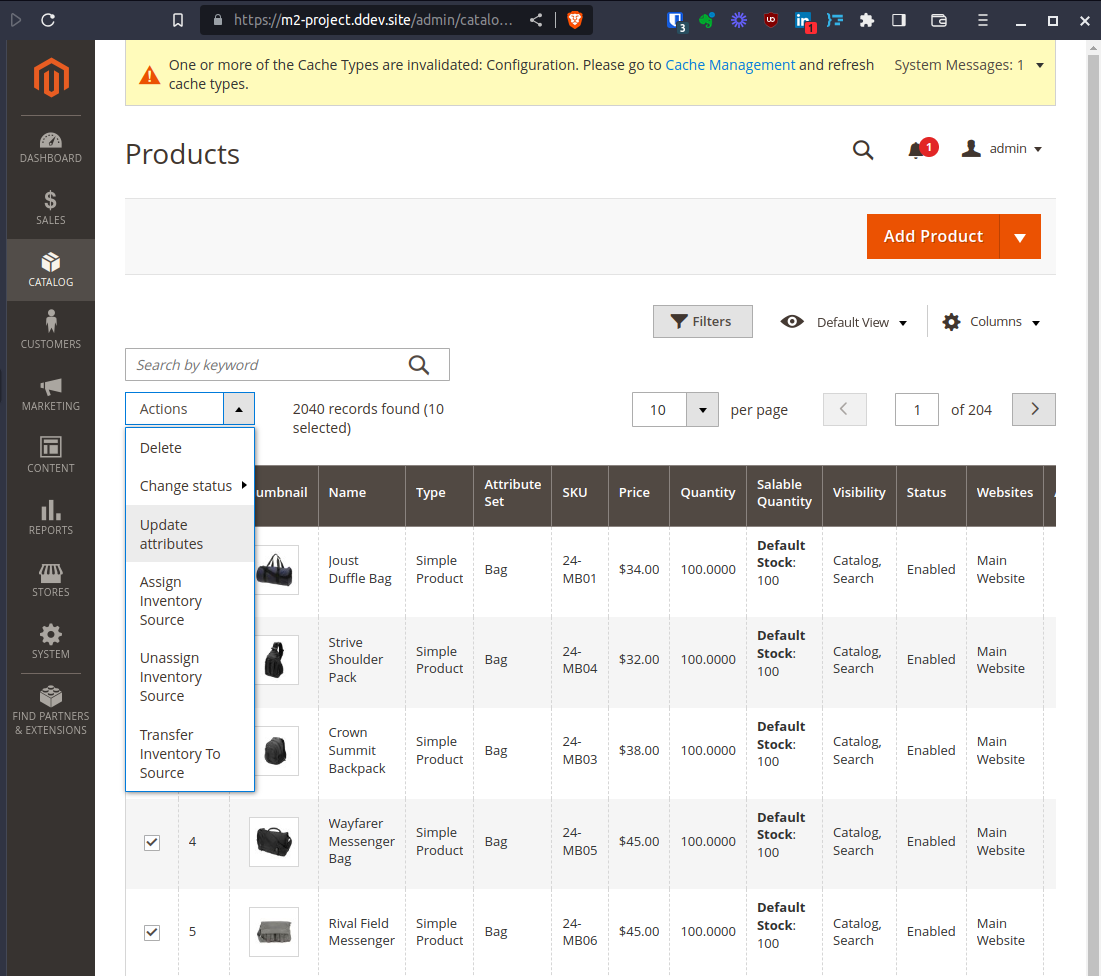 https://m2-project.ddev.site/admin/catalo...
3
UD
in
1
One or more of the Cache Types are invalidated: Configuration. Please go to Cache Management and refresh
cache types.
System Messages: 1
Products
1
admin
Add Product
DASHBOARD
$
SALES
CATALOG
CUSTOMERS
MARKETING
CONTENT
REPORTS
STORES
SYSTEM
FIND PARTNERS
& EXTENSIONS
Filters
Default View
Columns
Search by keyword
Actions
2040 records found (10
selected)
10
per page
1
of 204
Delete
Change status
Update
attributes
Assign
Inventory
Source
Unassign
Inventory
Source
Transfer
Inventory To
Source
umbnail
Name
Type
Attribute
Set
SKU
Price
Quantity
Salable
Quantity
Visibility
Status
Websites
Joust
Duffle Bag
Simple
Product
Bag
24-
MB01
$34.00
100.0000
Default
Stock:
100
Catalog,
Search
Enabled
Main
Website
Strive
Shoulder
Pack
Simple
Product
Bag
24-
MB04
$32.00
100.0000
Default
Stock:
100
Catalog,
Search
Enabled
Main
Website
Crown
Summit
Backpack
Simple
Product
Bag
24-
MB03
$38.00
100.0000
Default
Stock:
100
Catalog,
Search
Enabled
Main
Website
4
Wayfarer
Messenger
Bag
Simple
Product
Bag
24-
MB05
$45.00
100.0000
Default
Stock:
100
Catalog,
Search
Enabled
Main
Website
5
Rival Field
Messenger
Simple
Product
Bag
24-
MB06
$45.00
100.0000
Default
Stock:
100
Catalog,
Search
Enabled
Main
Website